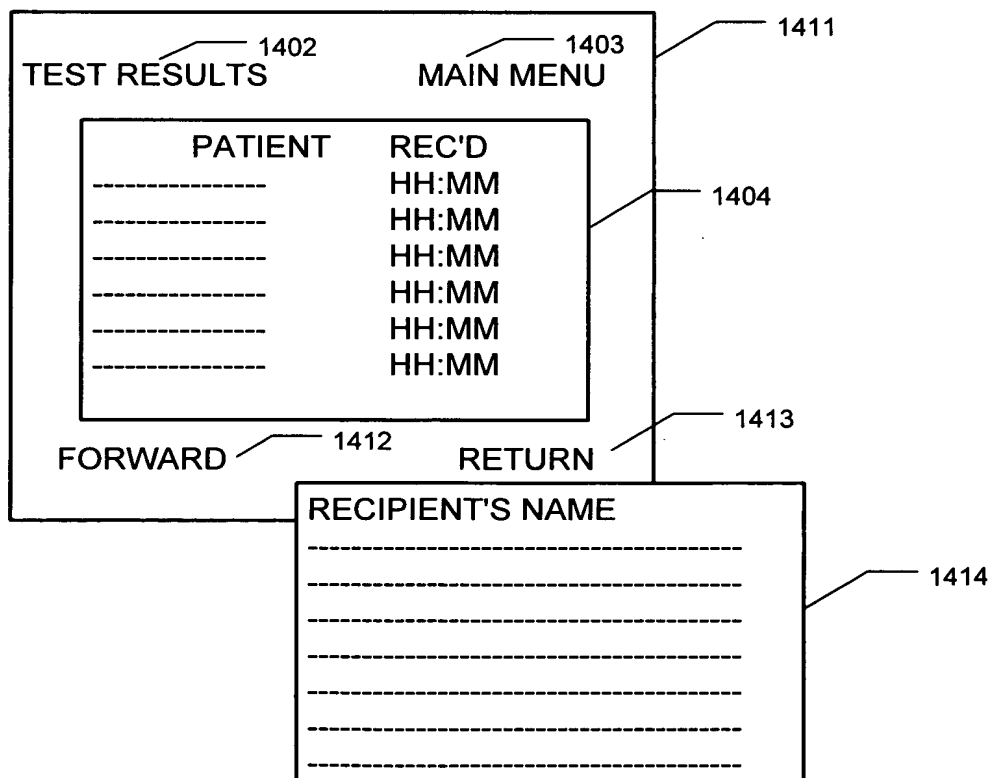 1402 1403 1411
TEST RESULTS MAIN MENU
PATIENT REC'D
--------------- HH:MM
--------------- HH:MM
--------------- HH:MM
--------------- HH:MM
--------------- HH:MM
--------------- HH:MM
1404
1412 1413
FORWARD RETURN
RECIPIENT'S NAME
1414